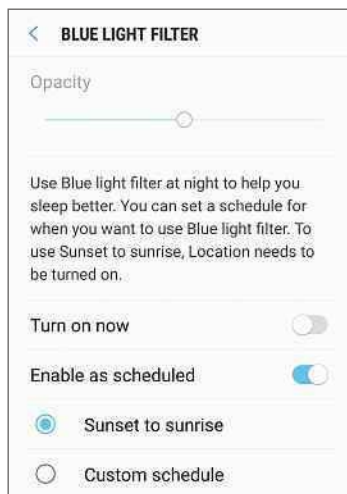 BLUE LIGHT FILTER
Opacity
Use Blue light filter at night to help you
sleep better. You can set a schedule for
when you want to use Blue light filter. To
use Sunset to sunrise, Location needs to
be turned on.
Turn on now
Enable as scheduled
Sunset to sunrise
Custom schedule